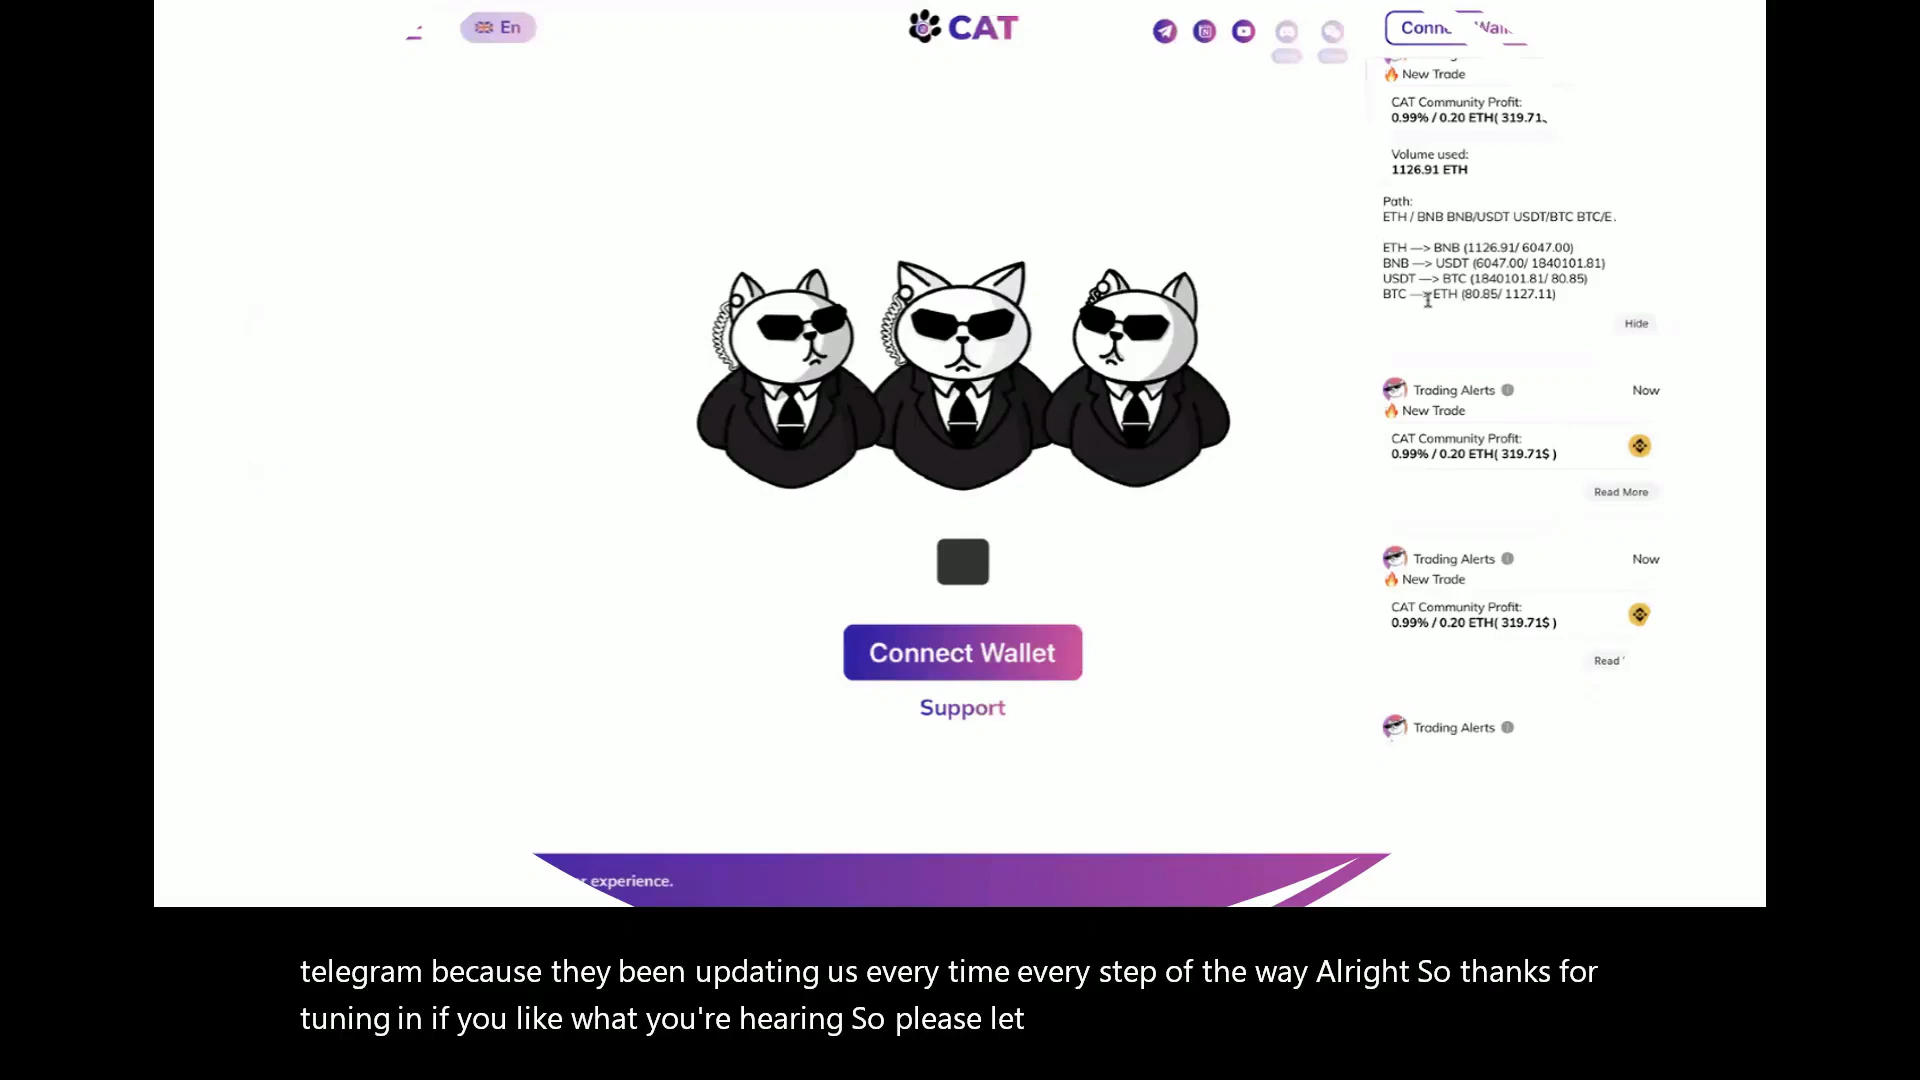 En
CAT
New Trade
CAT Community Profit:
0.99% / 0.20 ETH( 319.71
Volume used:
1126.91 ETH
Path:
ETH / BNB BNB/USDT USDT/BTC BTC/E
ETH —> BNB (1126.91/ 6047.00)
BNB —> USDT (6047.00/ 1840101.81)
USDT —> BTC (1840101.81/ 80.85)
BTC —> ETH (80.85/ 1127.11)
Hide
Trading Alerts Now
New Trade
CAT Community Profit:
0.99% / 0.20 ETH( 319.71$ )
Read More
Trading Alerts Now
New Trade
CAT Community Profit:
0.99% / 0.20 ETH( 319.71$ )
Read
Trading Alerts
Connect Wallet
Support
experience.
telegram because they been updating us every time every step of the way Alright So thanks for
tuning in if you like what you're hearing So please let